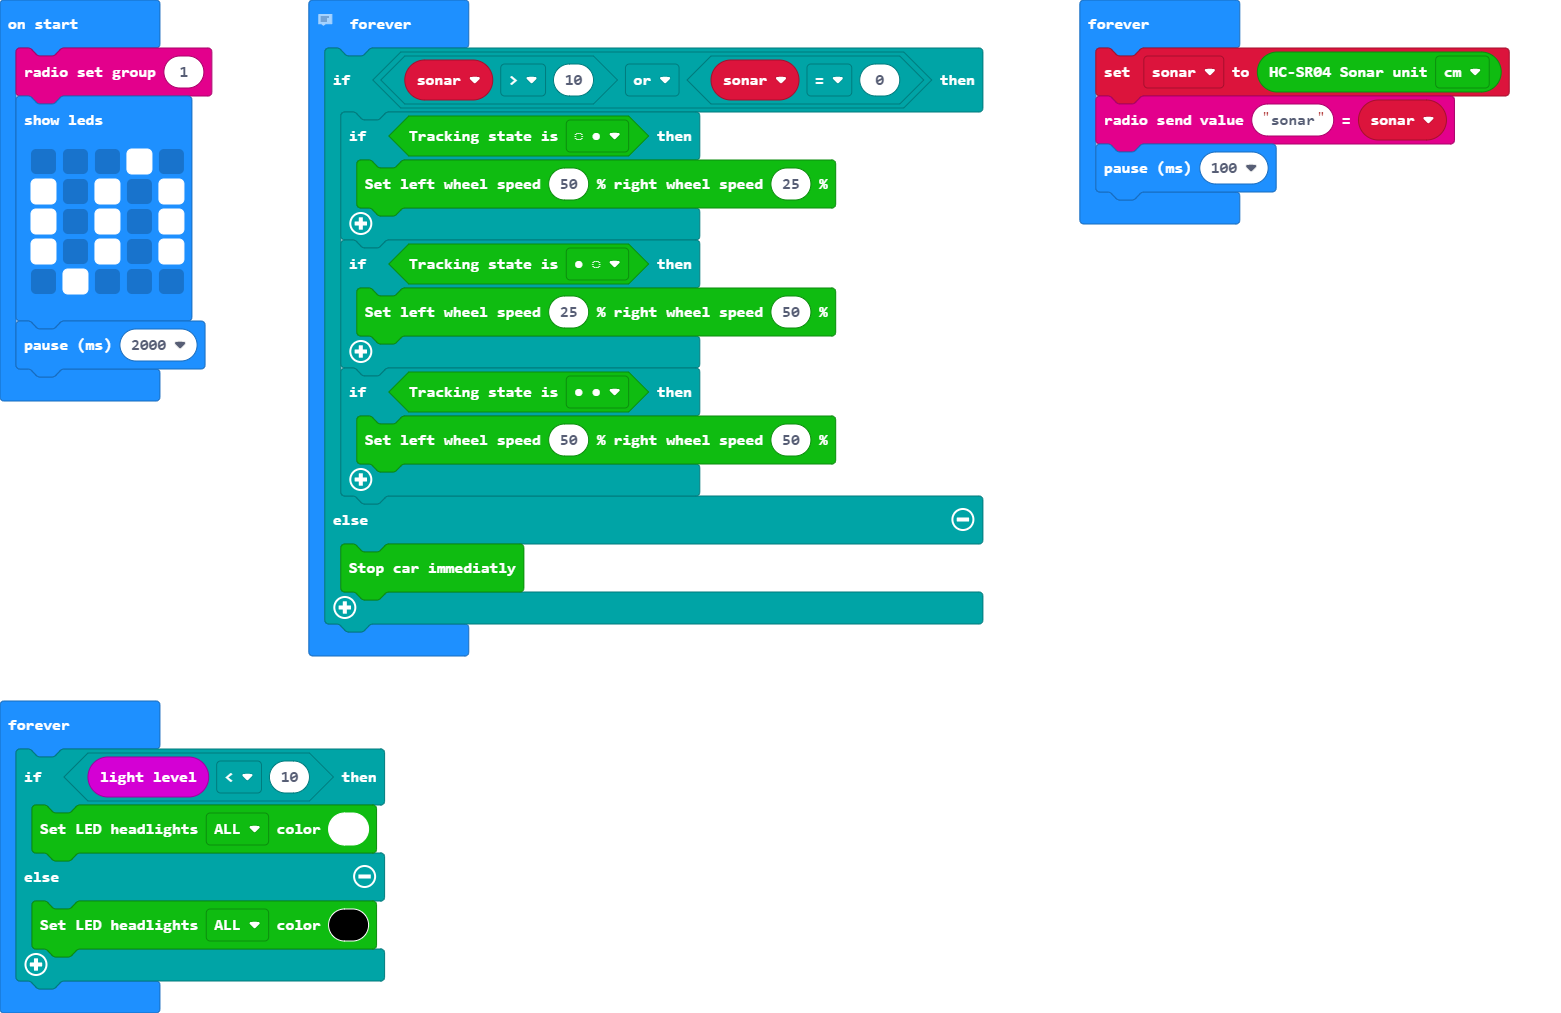 on start
radio set group 1
show leds
pause (ms) 2000
forever
if sonar > 10 or sonar = 0 then
if Tracking state is then
Set left wheel speed 50 % right wheel speed 25 %
if Tracking state is then
Set left wheel speed 25 % right wheel speed 50 %
if Tracking state is then
Set left wheel speed 50 % right wheel speed 50 %
else
Stop car immediatly
forever
set sonar to HC-SR04 Sonar unit cm
radio send value "sonar" = sonar
pause (ms) 100
forever
if light level < 10 then
Set LED headlights ALL color
else
Set LED headlights ALL color